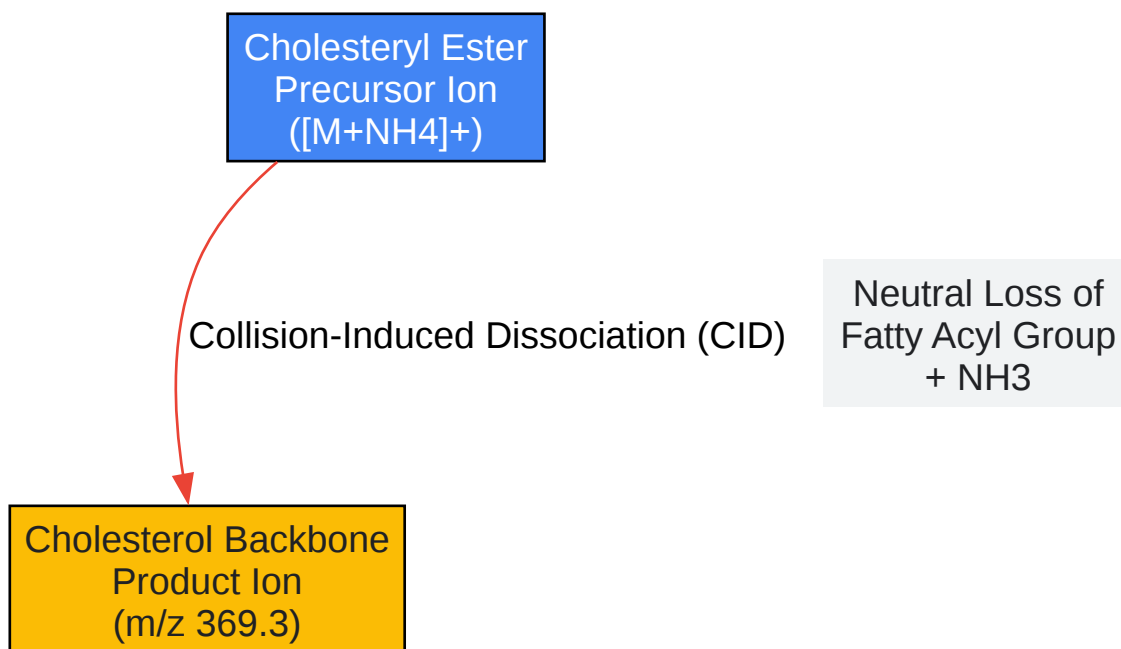 Cholesteryl Ester
Precursor Ion
([M+NH4]+)
Collision-Induced Dissociation (CID)
Neutral Loss of
Fatty Acyl Group
+ NH3
Cholesterol Backbone
Product Ion
(m/z 369.3)